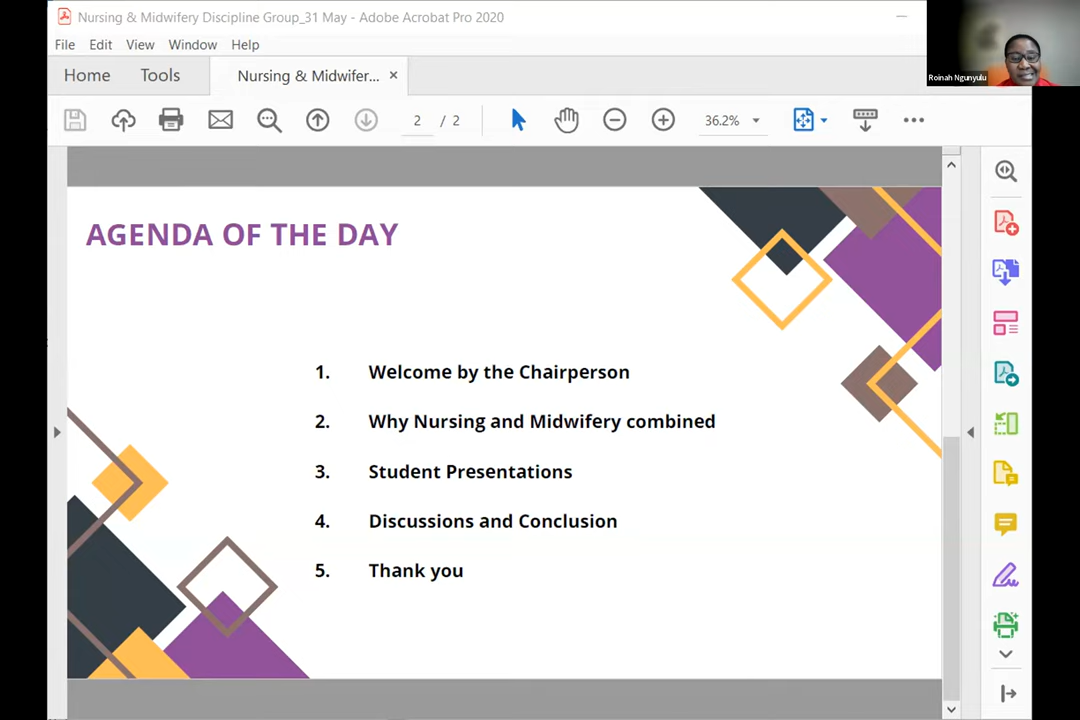 Nursing & Midwifery Discipline Group_31 May - Adobe Acrobat Pro 2020
File Edit View Window Help
Home Tools Nursing & Midwifer... ×
2 / 2 36.2%
Roinah Ngunyulu
AGENDA OF THE DAY
1. Welcome by the Chairperson
2. Why Nursing and Midwifery combined
3. Student Presentations
4. Discussions and Conclusion
5. Thank you